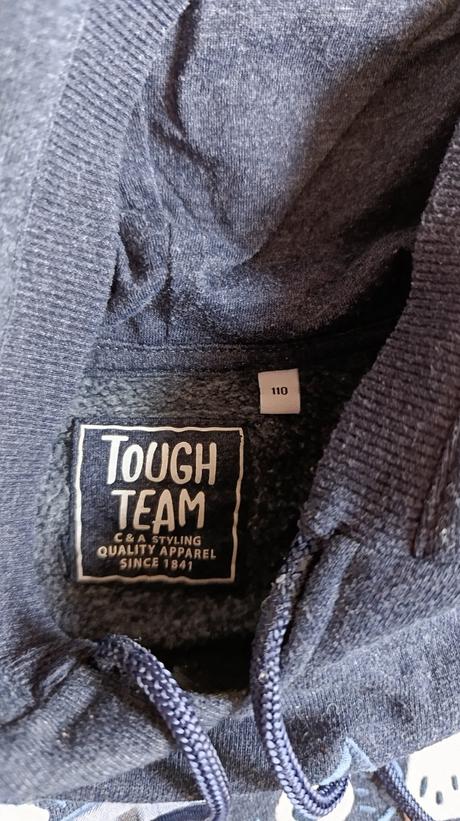 110
TOUGH
TEAM
C & A STYLING
QUALITY APPAREL
SINCE 1841